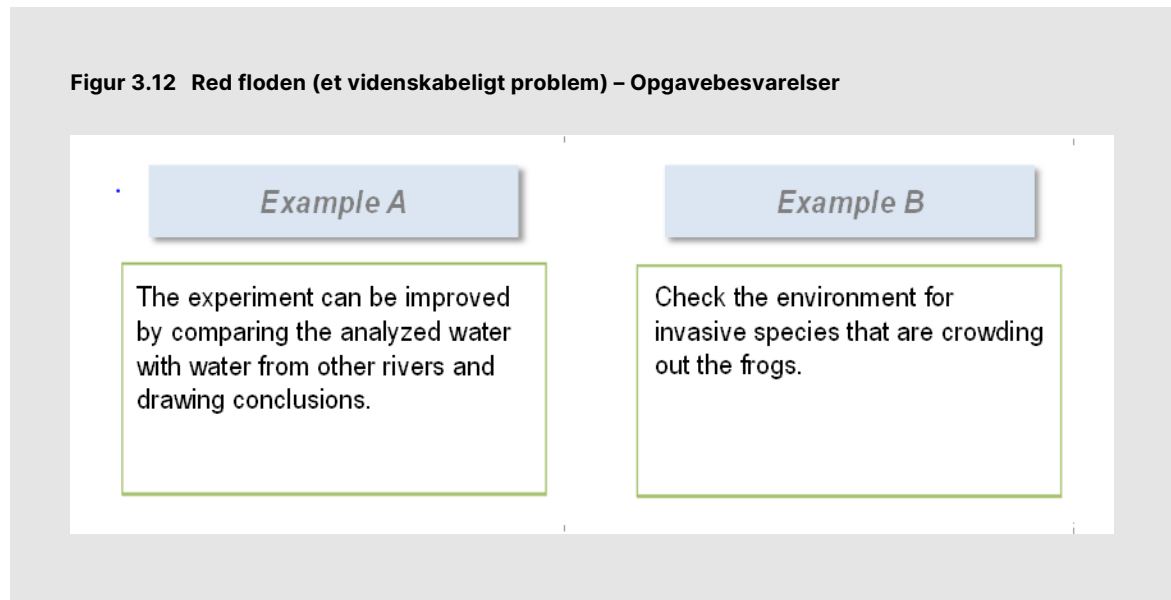 Figur 3.12 Red floden (et videnskabeligt problem) – Opgavebesvarelser
Example A
The experiment can be improved
by comparing the analyzed water
with water from other rivers and
drawing conclusions.
Example B
Check the environment for
invasive species that are crowding
out the frogs.